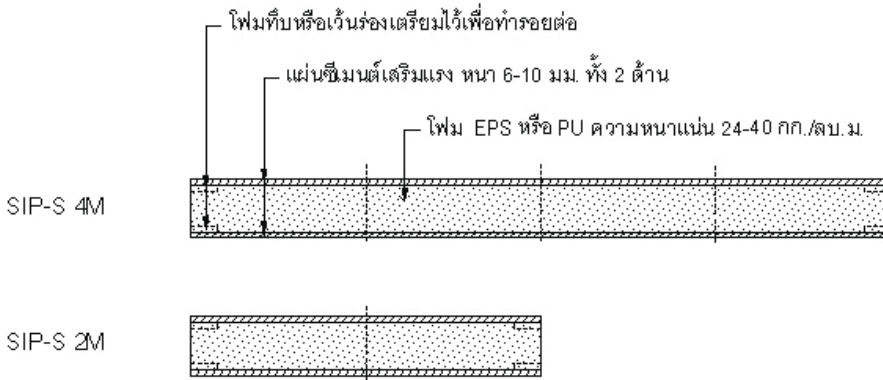 โฟมทึบหรือเว้นร่องเตรียมไว้เพื่อทำรอยต่อ
แผ่นซีเมนต์เสริมแรง หนา 6-10 มม. ทั้ง 2 ด้าน
โฟม EPS หรือ PU ความหนาแน่น 24-40 กก./ลบ.ม.
SIP-S 4M
SIP-S 2M